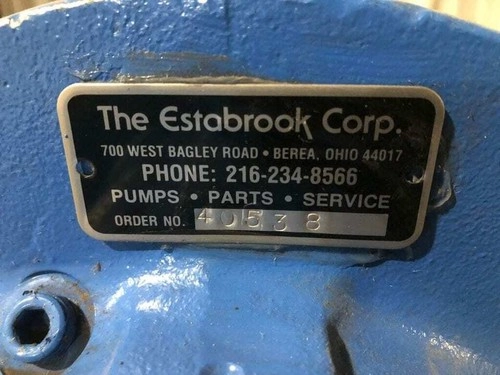 The Estabrook Corp.
700 WEST BAGLEY ROAD • BEREA, OHIO 44017
PHONE: 216-234-8566
PUMPS • PARTS • SERVICE
ORDER NO. 40538